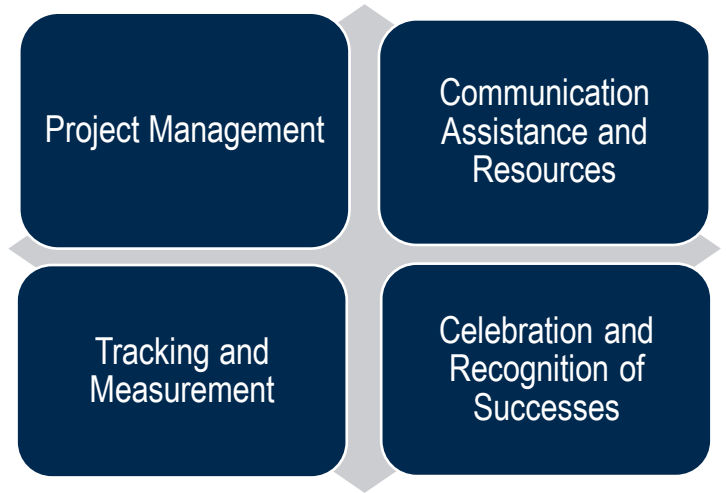 Project Management
Communication
Assistance and
Resources
Tracking and
Measurement
Celebration and
Recognition of
Successes